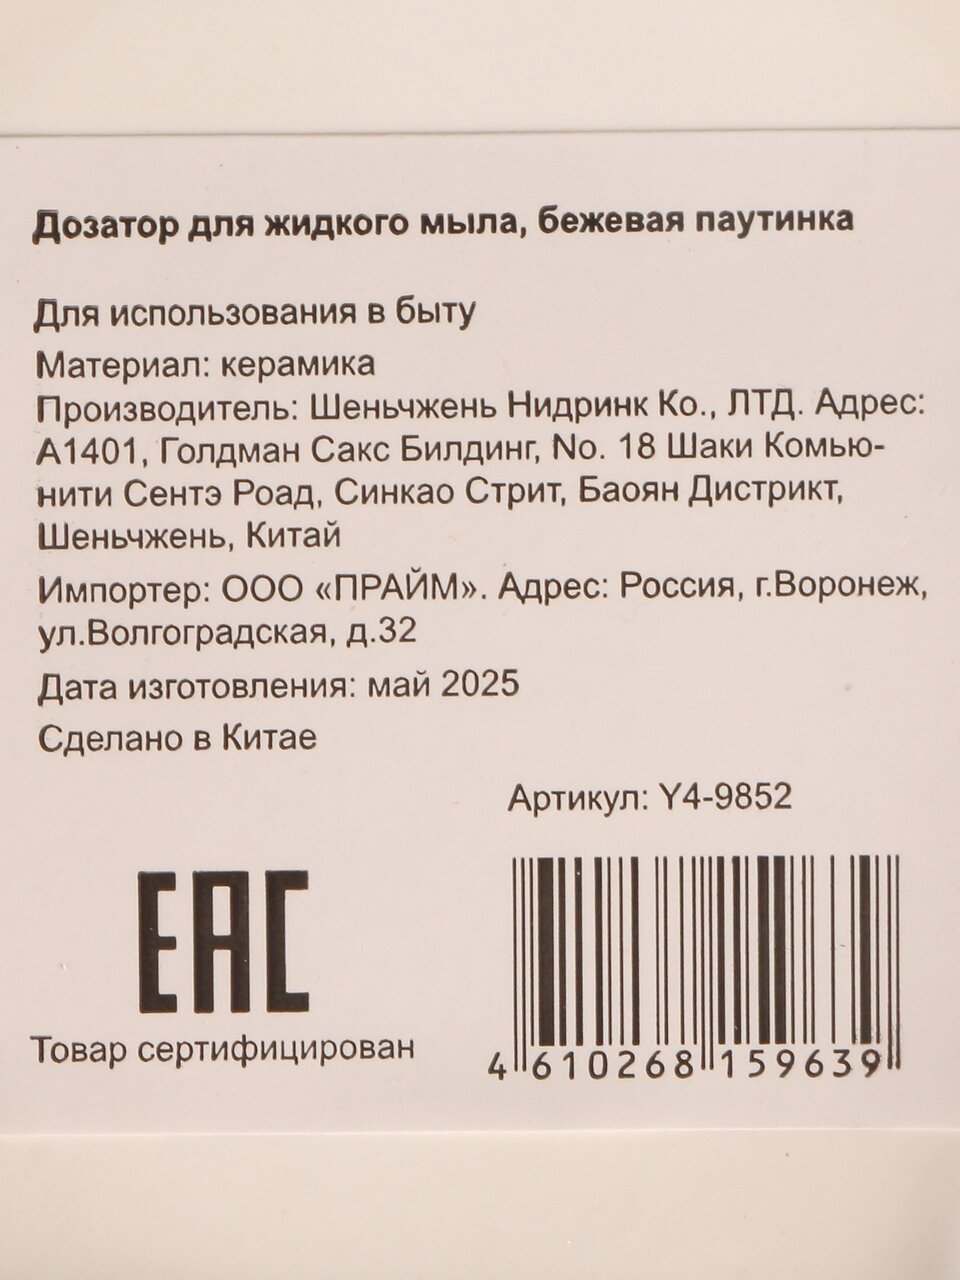 Дозатор для жидкого мыла, бежевая паутинка
Для использования в быту
Материал: керамика
Производитель: Шеньчжень Нидринк Ко., ЛТД. Адрес:
А1401, Голдман Сакс Билдинг, No. 18 Шаки Комью-
нити Сентэ Роад, Синкао Стрит, Баоян Дистрикт,
Шеньчжень, Китай
Импортер: ООО «ПРАЙМ». Адрес: Россия, г.Воронеж,
ул.Волгоградская, д.32
Дата изготовления: май 2025
Сделано в Китае
Артикул: Y4-9852
EAC
Товар сертифицирован
4 610268 159639